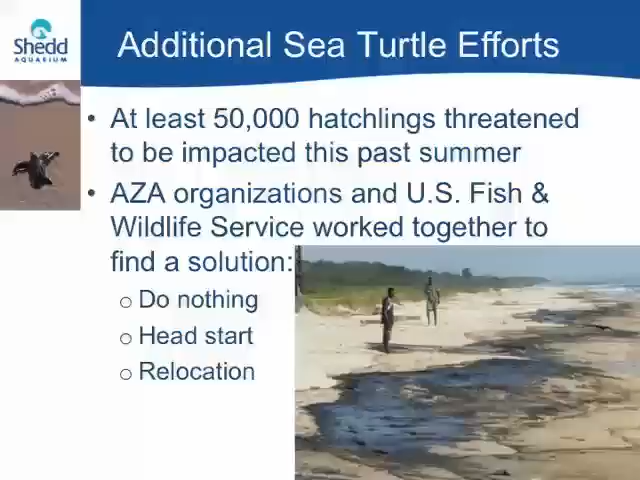 Shedd
AQUARIUM
Additional Sea Turtle Efforts
• At least 50,000 hatchlings threatened
to be impacted this past summer
• AZA organizations and U.S. Fish &
Wildlife Service worked together to
find a solution:
o Do nothing
o Head start
o Relocation